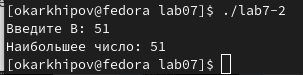 [okarkhipov@fedora lab07]$ ./lab7-2
Введите В: 51
Наибольшее число: 51
[okarkhipov@fedora lab07]$